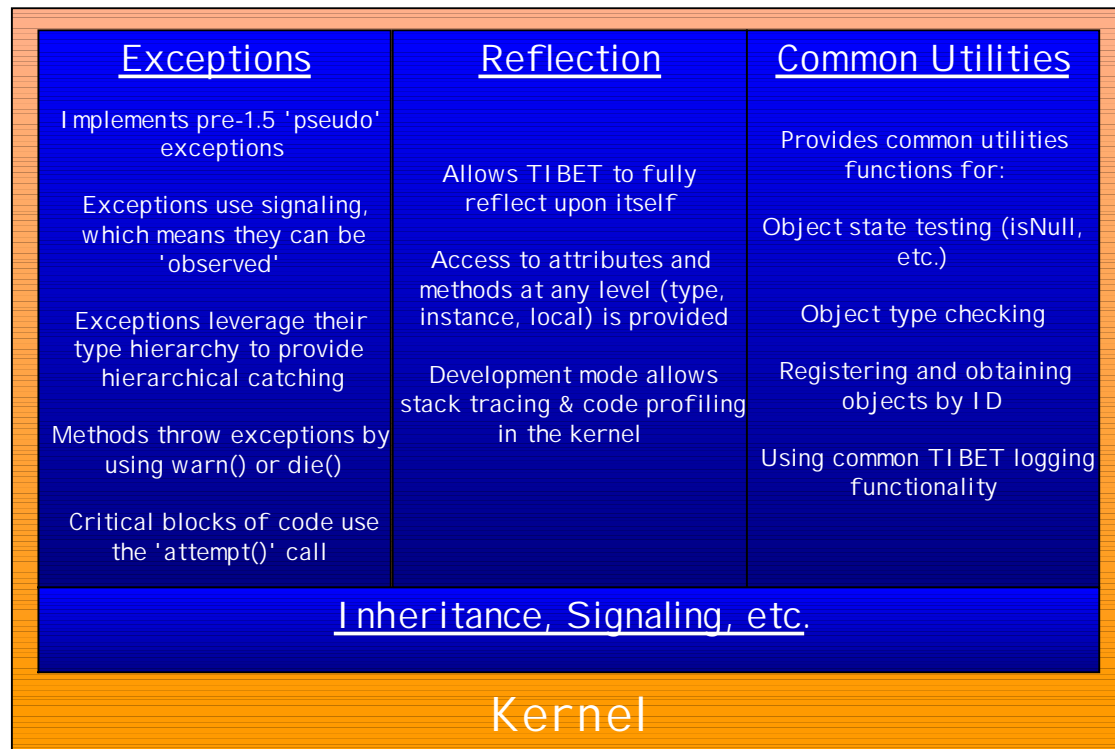 Exceptions
Implements pre-1.5 'pseudo'
exceptions
Exceptions use signaling,
which means they can be
'observed'
Exceptions leverage their
type hierarchy to provide
hierarchical catching
Methods throw exceptions by
using warn() or die()
Critical blocks of code use
the 'attempt()' call
Reflection
Allows TIBET to fully
reflect upon itself
Access to attributes and
methods at any level (type,
instance, local) is provided
Development mode allows
stack tracing & code profiling
in the kernel
Common Utilities
Provides common utilities
functions for:
Object state testing (isNull,
etc.)
Object type checking
Registering and obtaining
objects by ID
Using common TIBET logging
functionality
Inheritance, Signaling, etc.
Kernel